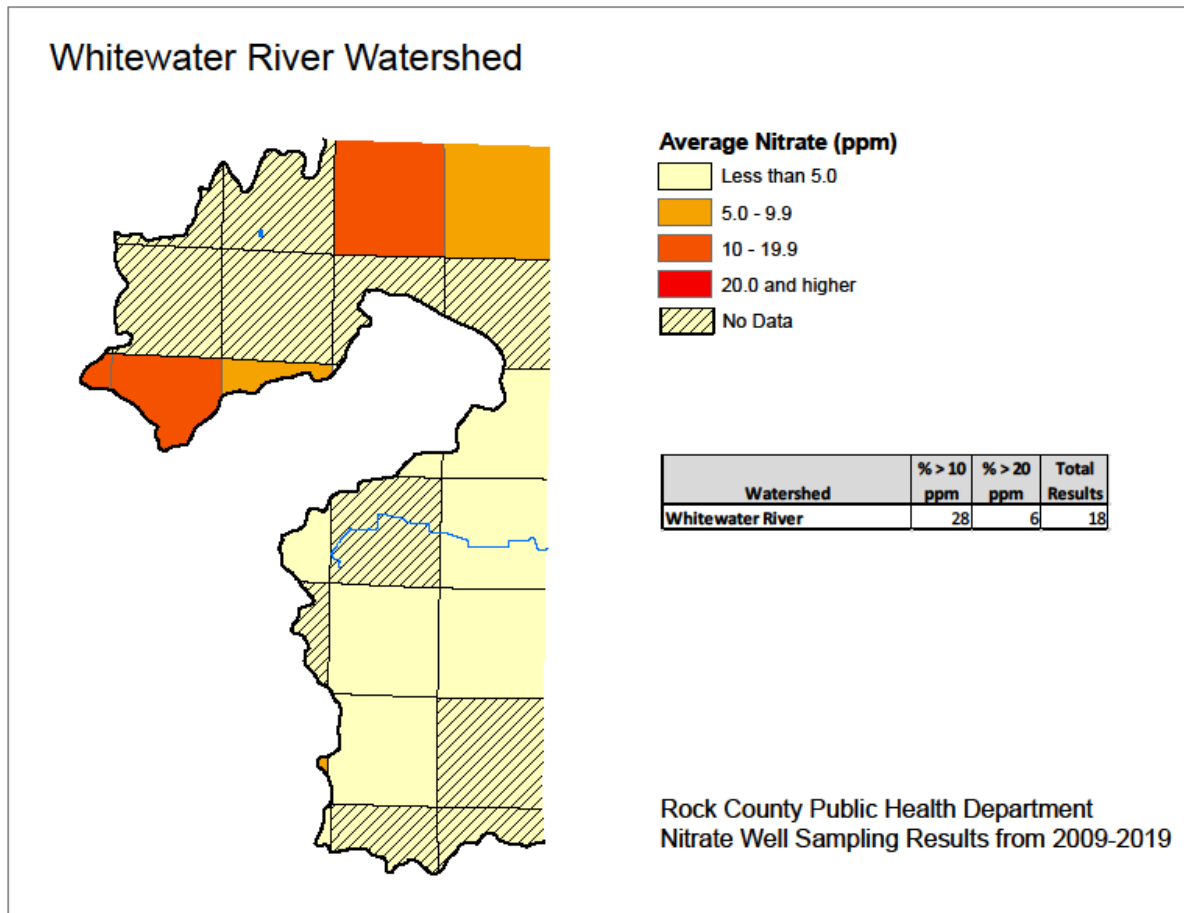 Whitewater River Watershed
Average Nitrate (ppm)
Less than 5.0
5.0 - 9.9
10 - 19.9
20.0 and higher
No Data
Watershed % > 10 ppm % > 20 ppm Total Results
Whitewater River 28 6 18
Rock County Public Health Department
Nitrate Well Sampling Results from 2009-2019